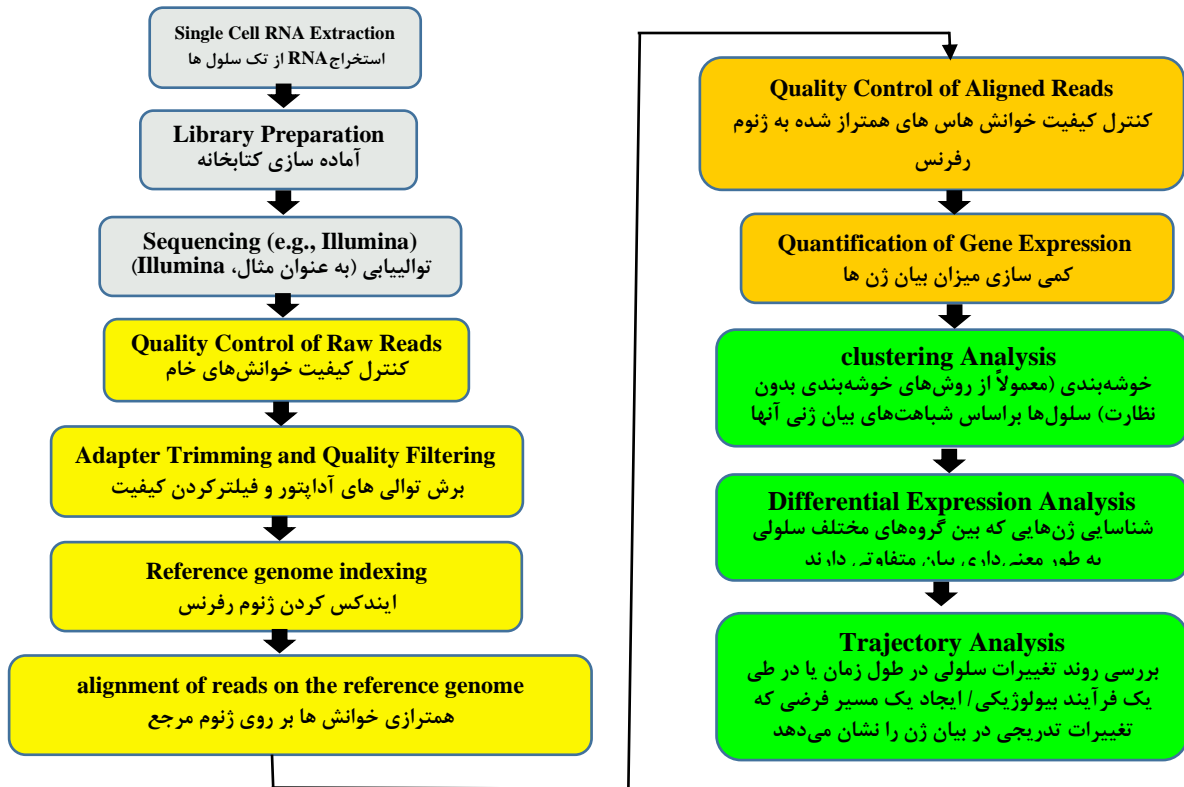 Single Cell RNA Extraction
استخراج RNA از تک سلول ها
Library Preparation
آماده سازی کتابخانه
Sequencing (e.g., Illumina)
توالییابی (به عنوان مثال، Illumina)
Quality Control of Raw Reads
کنترل کیفیت خوانش‌های خام
Adapter Trimming and Quality Filtering
برش توالی های آداپتور و فیلترکردن کیفیت
Reference genome indexing
ایندکس کردن ژنوم رفرنس
alignment of reads on the reference genome
همترازی خوانش ها بر روی ژنوم مرجع
Quality Control of Aligned Reads
کنترل کیفیت خوانش هاس های همتراز شده به ژنوم
رفرنس
Quantification of Gene Expression
کمی سازی میزان بیان ژن ها
clustering Analysis
خوشه‌بندی (معمولاً از روش‌های خوشه‌بندی بدون
نظارت) سلول‌ها براساس شباهت‌های بیان ژنی آنها
Differential Expression Analysis
شناسایی ژن‌هایی که بین گروه‌های مختلف سلولی
به طور معنی‌داری بیان متفاوتی دارند
Trajectory Analysis
بررسی روند تغییرات سلولی در طول زمان یا در طی
یک فرآیند بیولوژیکی/ ایجاد یک مسیر فرضی که
تغییرات تدریجی در بیان ژن را نشان می‌دهد